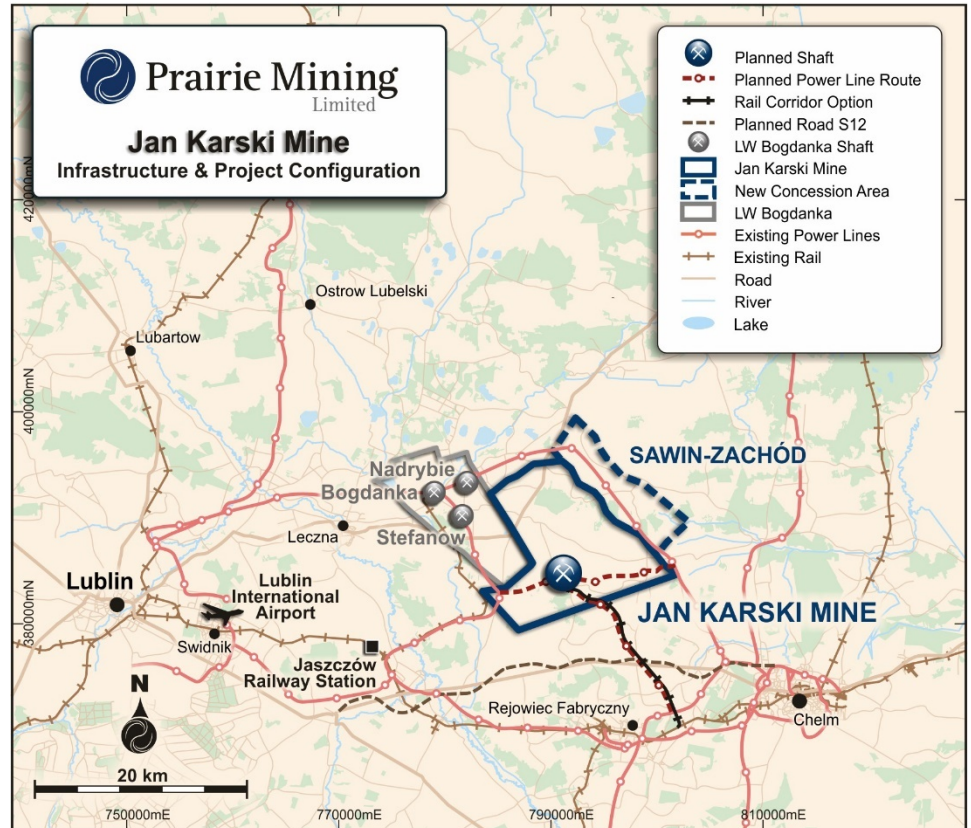 Prairie Mining
Limited
Jan Karski Mine
Infrastructure & Project Configuration
Planned Shaft
Planned Power Line Route
Rail Corridor Option
Planned Road S12
LW Bogdanka Shaft
Jan Karski Mine
New Concession Area
LW Bogdanka
Existing Power Lines
Existing Rail
Road
River
Lake
420000mN
Ostrow Lubelski
Lubartow
400000mN
SAWIN-ZACHÓD
Nadrybie
Bogdanka
Stefanow
Leczna
Lublin
Lublin
International
Airport
380000mN
JAN KARSKI MINE
Swidnik
Jaszczów
Railway Station
N
Rejowiec Fabryczny
Chelm
20 km
750000mE
770000mE
790000mE
810000mE